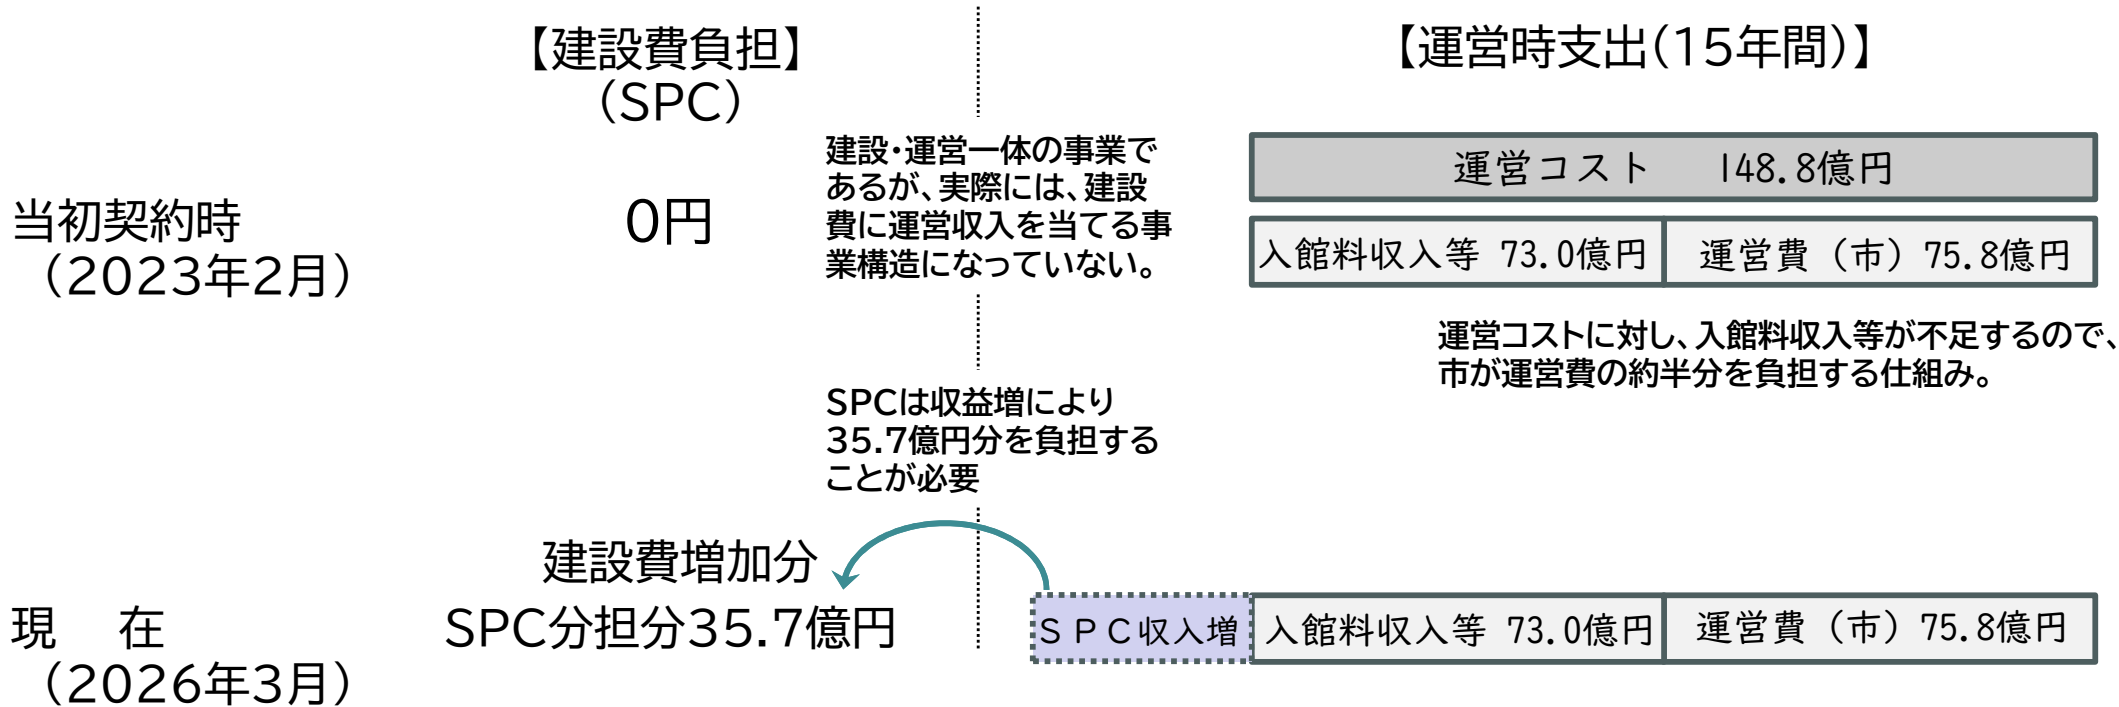 【建設費負担】
(SPC)
【運営時支出(15年間)】
当初契約時
(2023年2月)
0円
建設・運営一体の事業で
あるが、実際には、建設
費に運営収入を当てる事
業構造になっていない。
運営コスト 148.8億円
入館料収入等 73.0億円
運営費（市）75.8億円
運営コストに対し、入館料収入等が不足するので、
市が運営費の約半分を負担する仕組み。
SPCは収益増により
35.7億円分を負担する
ことが必要
現 在
(2026年3月)
建設費増加分
SPC分担分35.7億円
ＳＰＣ収入増
入館料収入等 73.0億円
運営費（市）75.8億円